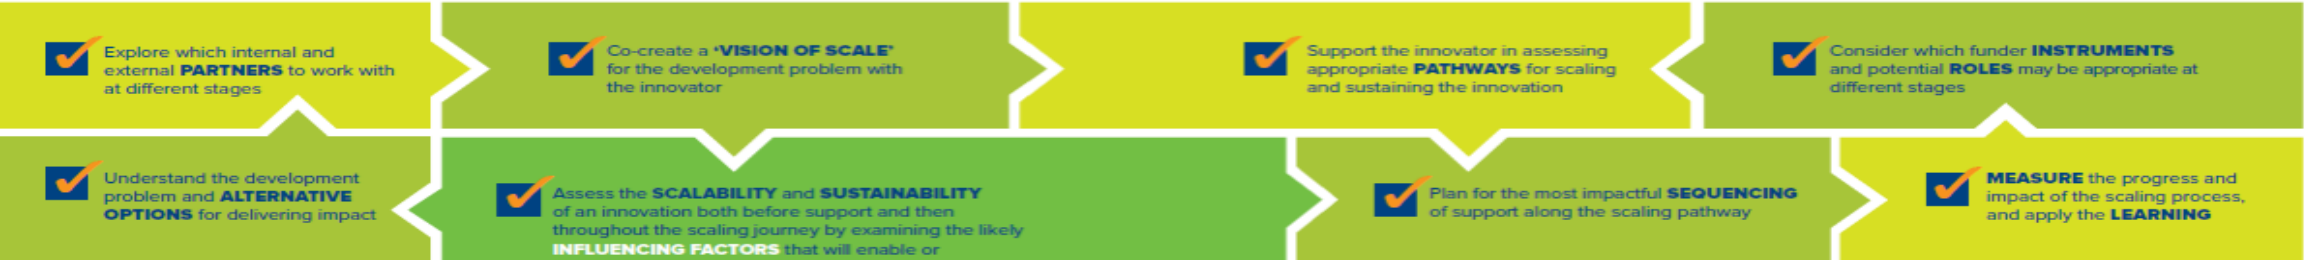 Explore which internal and
external PARTNERS to work with
at different stages
Co-create a ‘VISION OF SCALE’
for the development problem with
the innovator
Support the innovator in assessing
appropriate PATHWAYS for scaling
and sustaining the innovation
Consider which funder INSTRUMENTS
and potential ROLES may be appropriate at
different stages
Understand the development
problem and ALTERNATIVE
OPTIONS for delivering impact
Assess the SCALABILITY and SUSTAINABILITY
of an innovation both before support and then
throughout the scaling journey by examining the likely
INFLUENCING FACTORS that will enable or
Plan for the most impactful SEQUENCING
of support along the scaling pathway
MEASURE the progress and
impact of the scaling process,
and apply the LEARNING